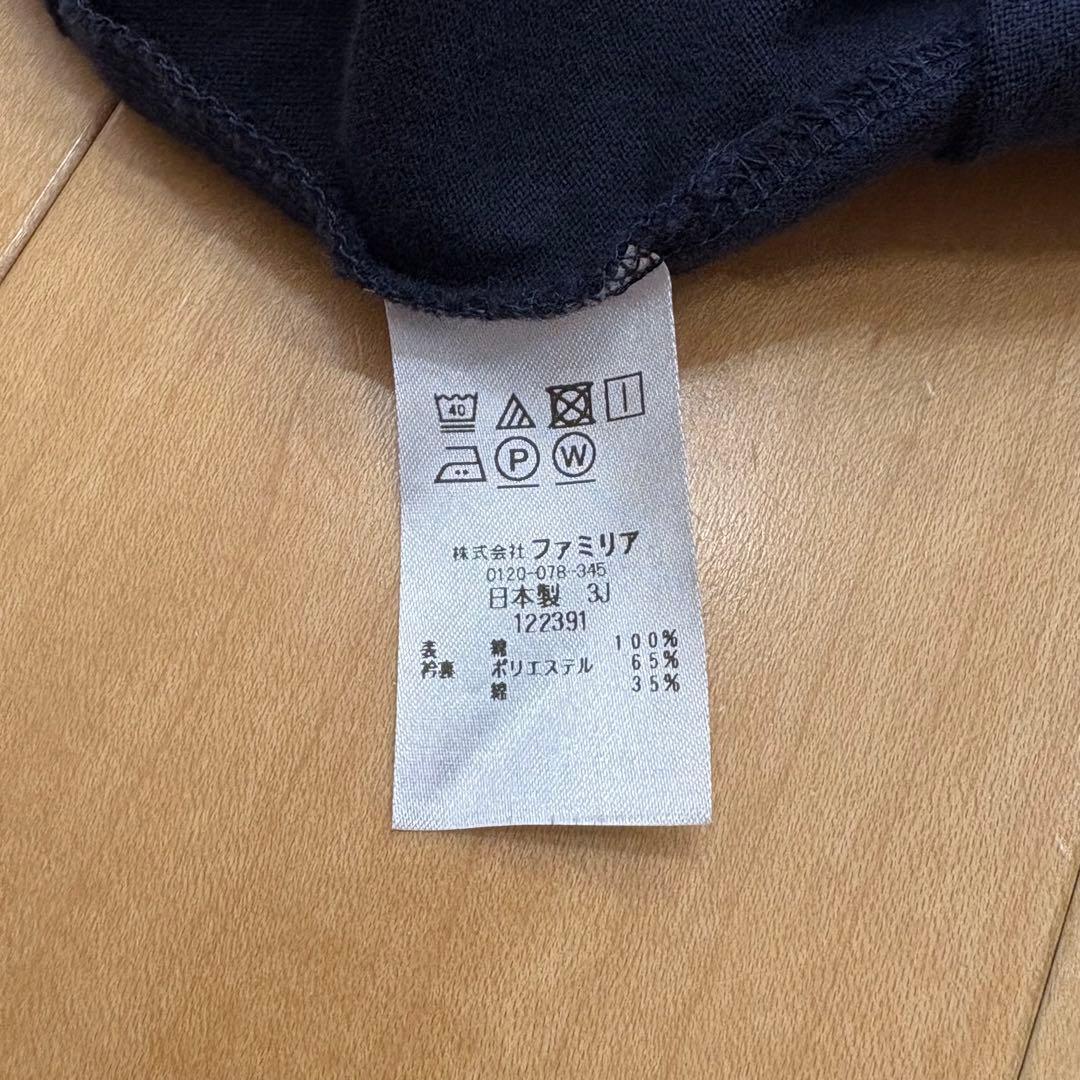 40
P W
株式会社 ファミリア
0120-078-345
日本製 3J
122391
表 綿 100%
衿裏 ポリエステル 65%
綿 35%